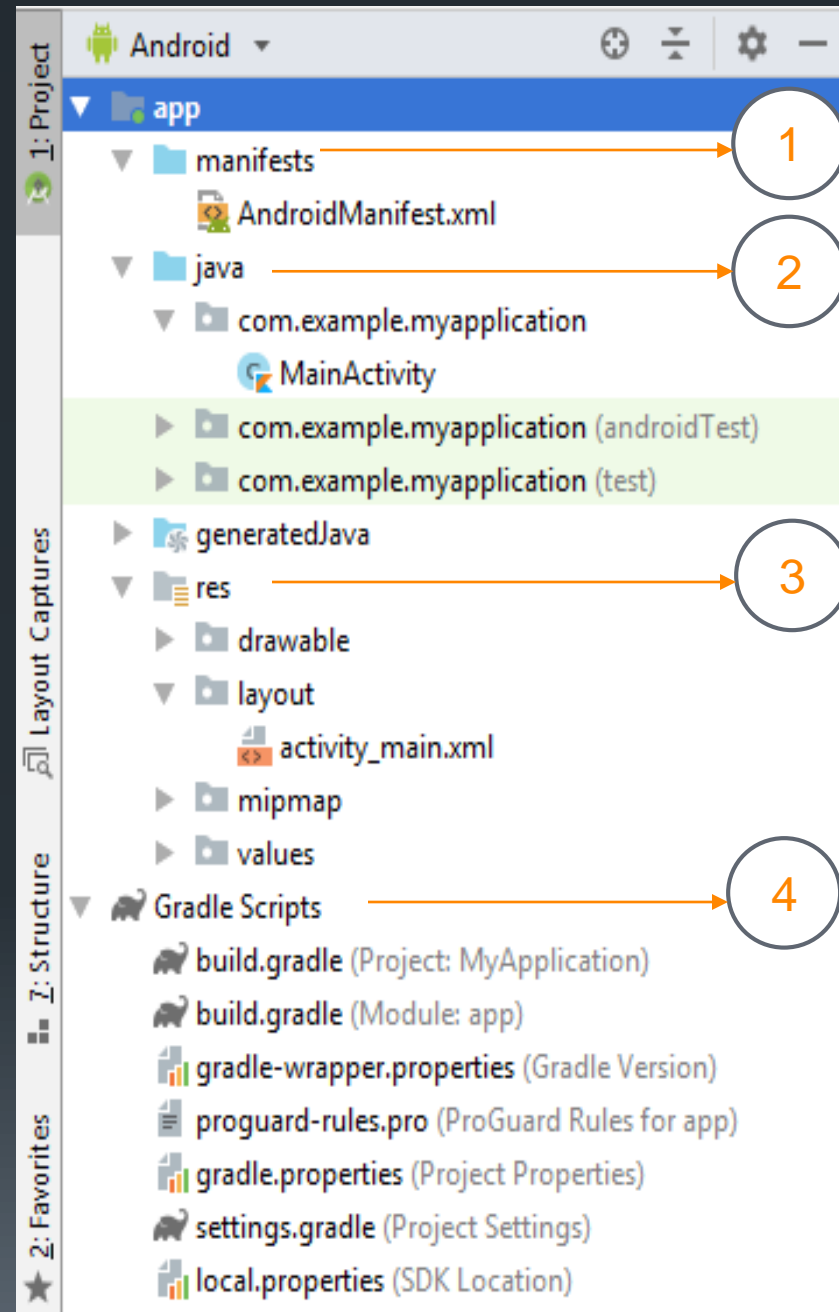 Android
app
manifests
1
AndroidManifest.xml
java
2
com.example.myapplication
MainActivity
com.example.myapplication (androidTest)
com.example.myapplication (test)
generatedJava
res
3
drawable
layout
activity_main.xml
mipmap
values
Gradle Scripts
4
build.gradle (Project: MyApplication)
build.gradle (Module: app)
gradle-wrapper.properties (Gradle Version)
proguard-rules.pro (ProGuard Rules for app)
gradle.properties (Project Properties)
settings.gradle (Project Settings)
local.properties (SDK Location)
1: Project
Layout Captures
7: Structure
2: Favorites